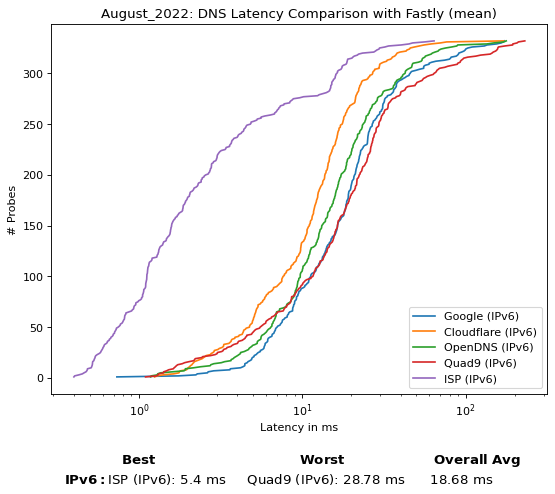 August_2022: DNS Latency Comparison with Fastly (mean)
# Probes
300
250
200
150
100
50
0
Google (IPv6)
Cloudflare (IPv6)
OpenDNS (IPv6)
Quad9 (IPv6)
ISP (IPv6)
10⁰ 10¹ 10²
Latency in ms
Best Worst Overall Avg
IPv6: ISP (IPv6): 5.4 ms Quad9 (IPv6): 28.78 ms 18.68 ms